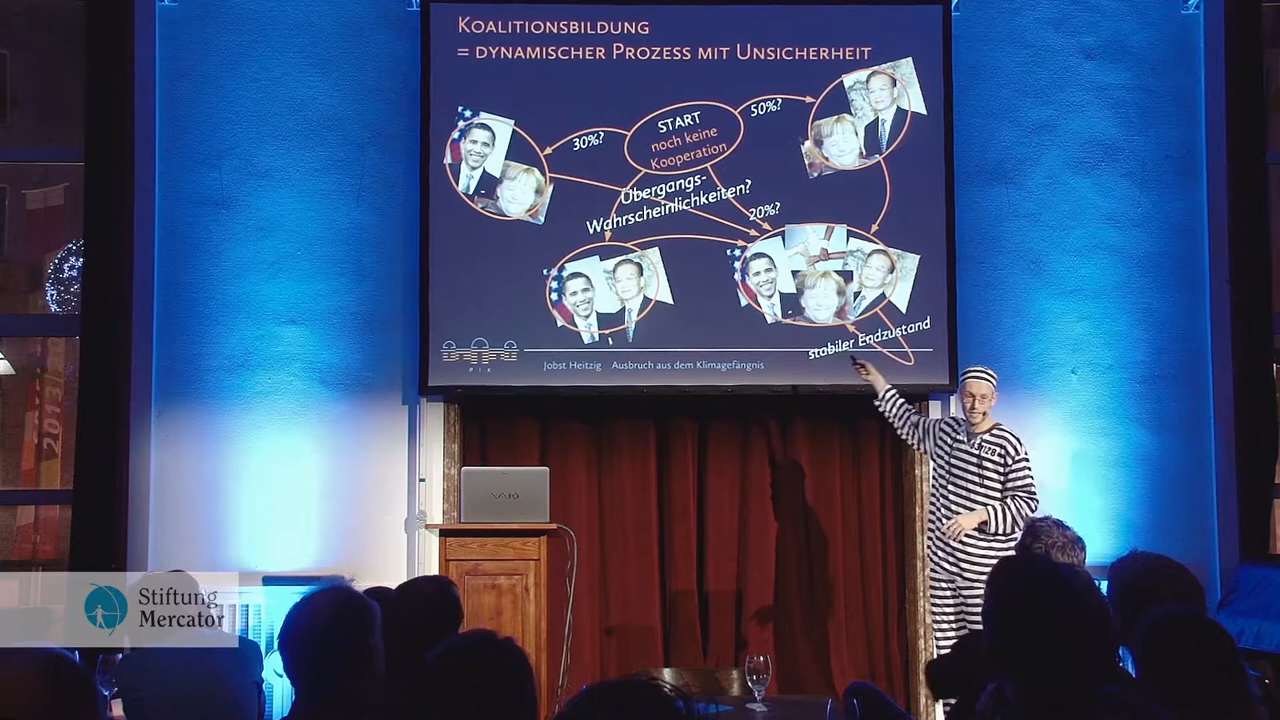 KOALITIONSBILDUNG
= DYNAMISCHER PROZESS MIT UNSICHERHEIT
START
noch keine
Kooperation
30%?
50%?
Übergangs-
Wahrscheinlichkeiten?
20%?
stabiler Endzustand
PIK
Jobst Heitzig Ausbruch aus dem Klimagefängnis
VAIO
2013
Stiftung
Mercator